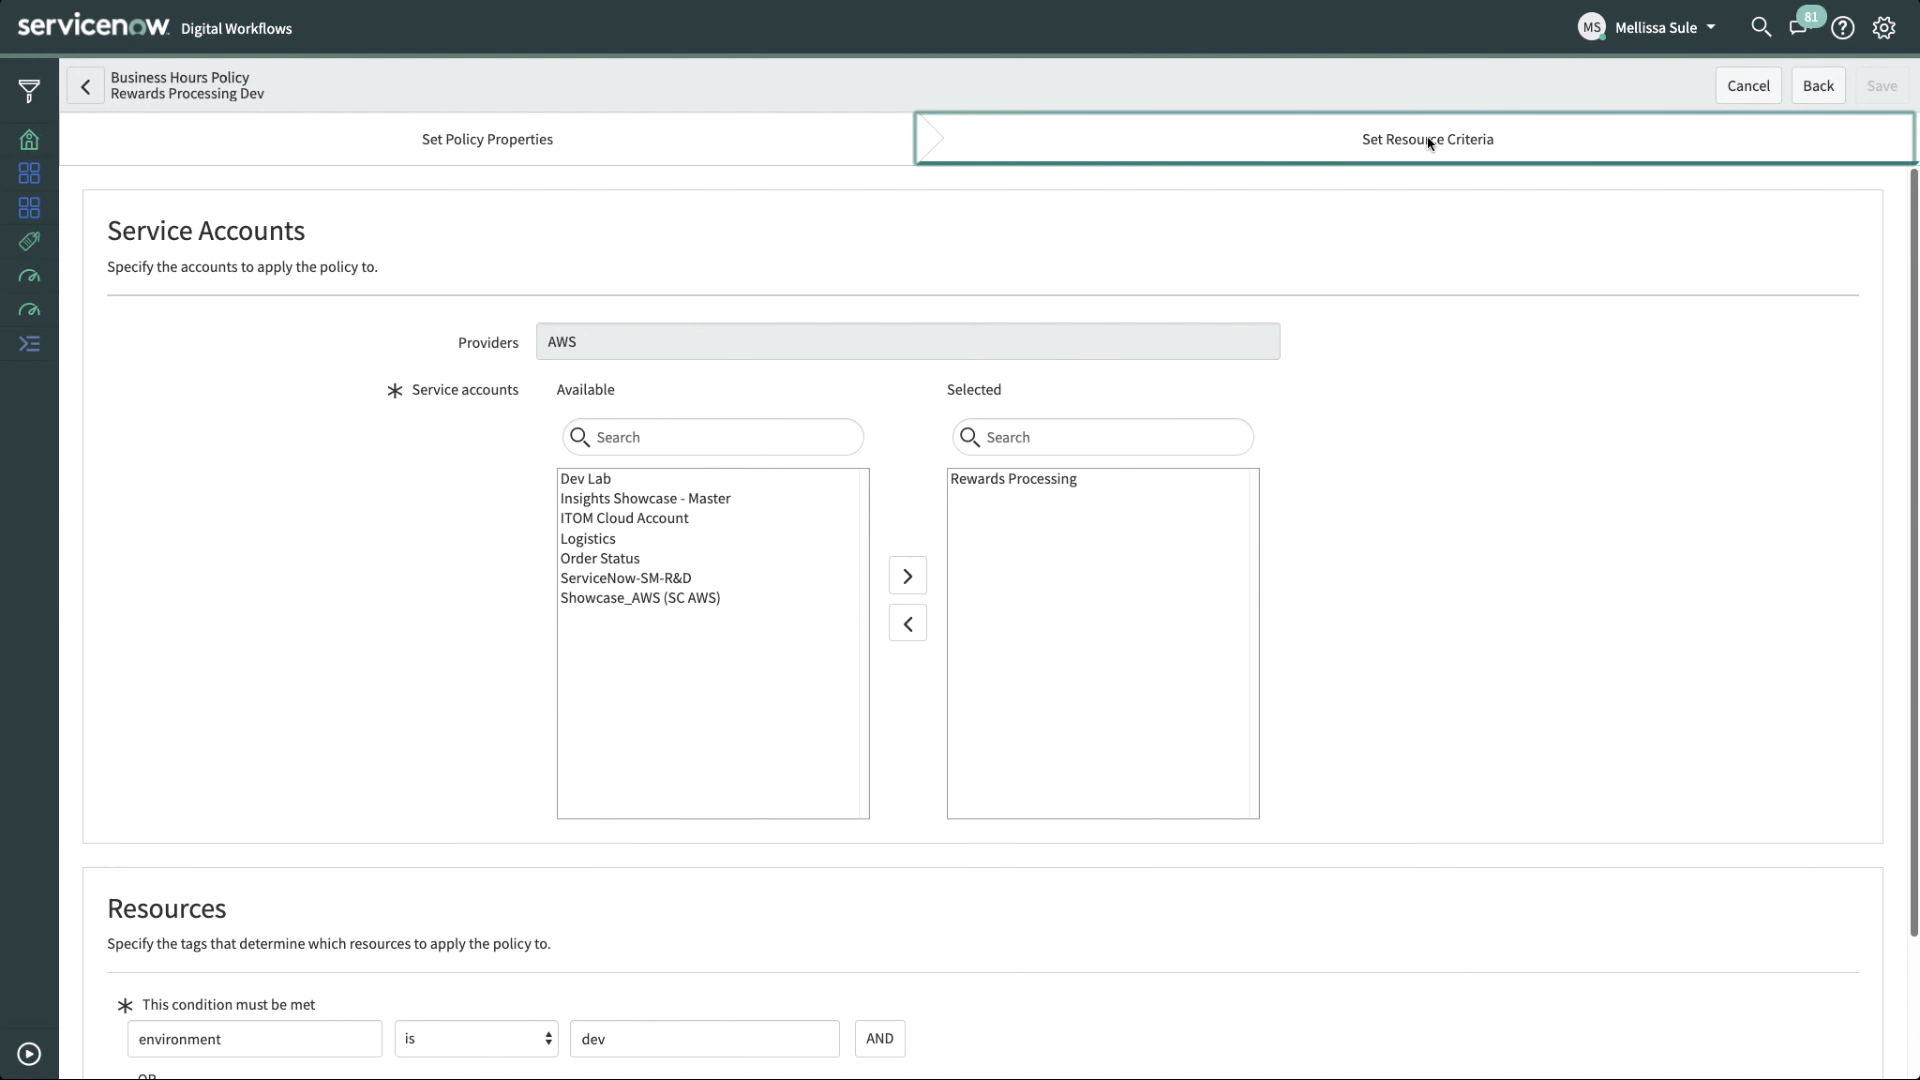 servicenow Digital Workflows
MS Mellissa Sule 81
Business Hours Policy
Rewards Processing Dev
Cancel Back Save
Set Policy Properties
Set Resource Criteria
Service Accounts
Specify the accounts to apply the policy to.
Providers AWS
Service accounts Available Selected
Search Search
Dev Lab
Insights Showcase - Master
ITOM Cloud Account
Logistics
Order Status
ServiceNow-SM-R&D
Showcase_AWS (SC AWS)
Rewards Processing
Resources
Specify the tags that determine which resources to apply the policy to.
This condition must be met
environment is dev AND
OR